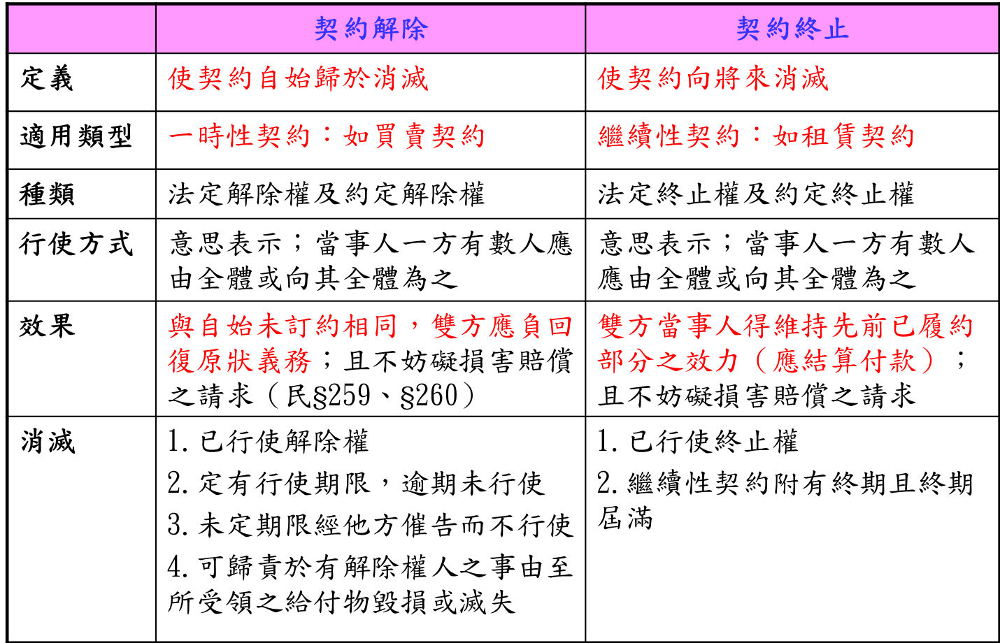 契約解除
契約終止
定義
使契約自始歸於消滅
使契約向將來消滅
適用類型
一時性契約：如買賣契約
繼續性契約：如租賃契約
種類
法定解除權及約定解除權
法定終止權及約定終止權
行使方式
意思表示；當事人一方有數人應
由全體或向其全體為之
意思表示；當事人一方有數人
應由全體或向其全體為之
效果
與自始未訂約相同，雙方應負回
復原狀義務；且不妨礙損害賠償
之請求（民§259、§260）
雙方當事人得維持先前已履約
部分之效力（應結算付款）；
且不妨礙損害賠償之請求
消滅
1.已行使解除權
2.定有行使期限，逾期未行使
3.未定期限經他方催告而不行使
4.可歸責於有解除權人之事由至
所受領之給付物毀損或滅失
1.已行使終止權
2.繼續性契約附有終期且終期
屆滿